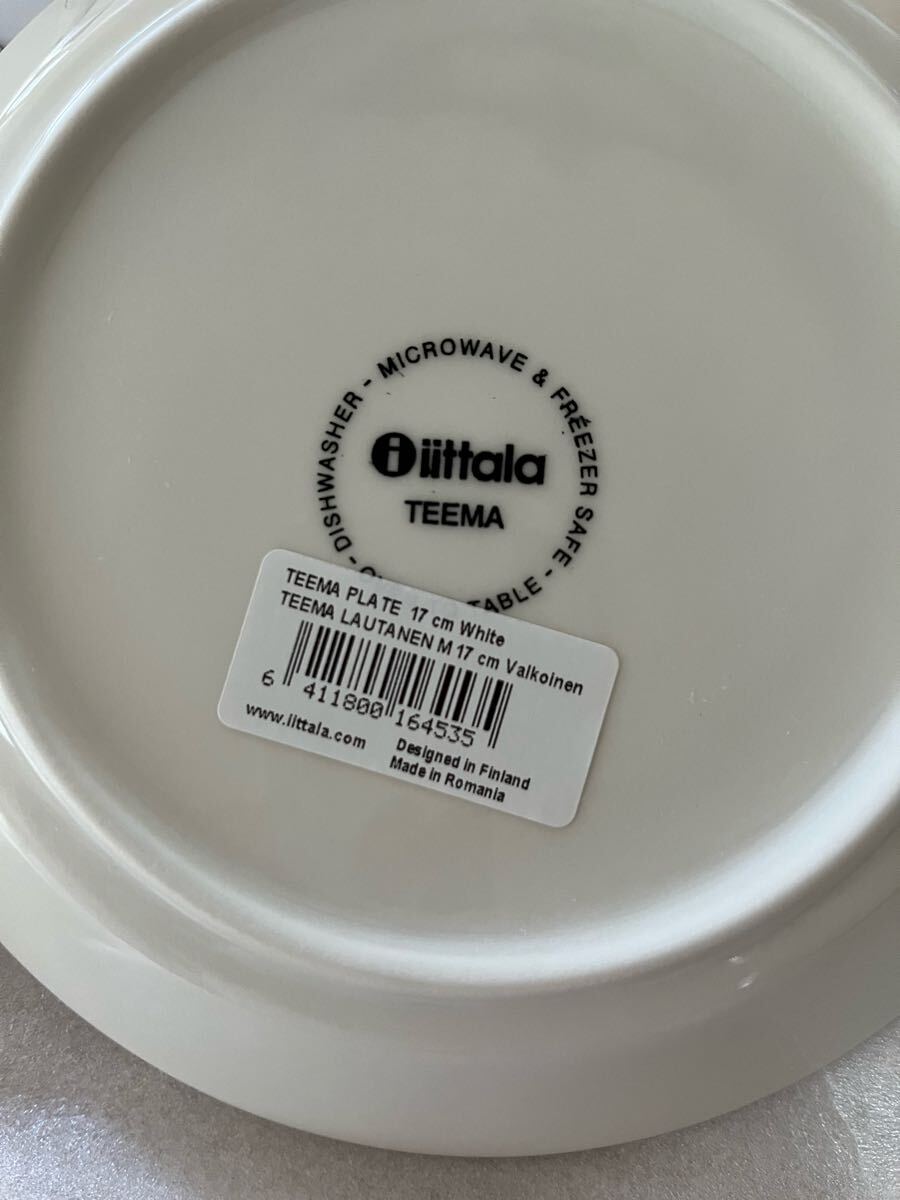 DISHWASHER - MICROWAVE & FREEZER SAFE - TABLE -
iittala
TEEMA
TEEMA PLATE 17 cm White
TEEMA LAUTANEN M 17 cm Valkoinen
6 411800 164535
www.iittala.com
Designed in Finland
Made in Romania